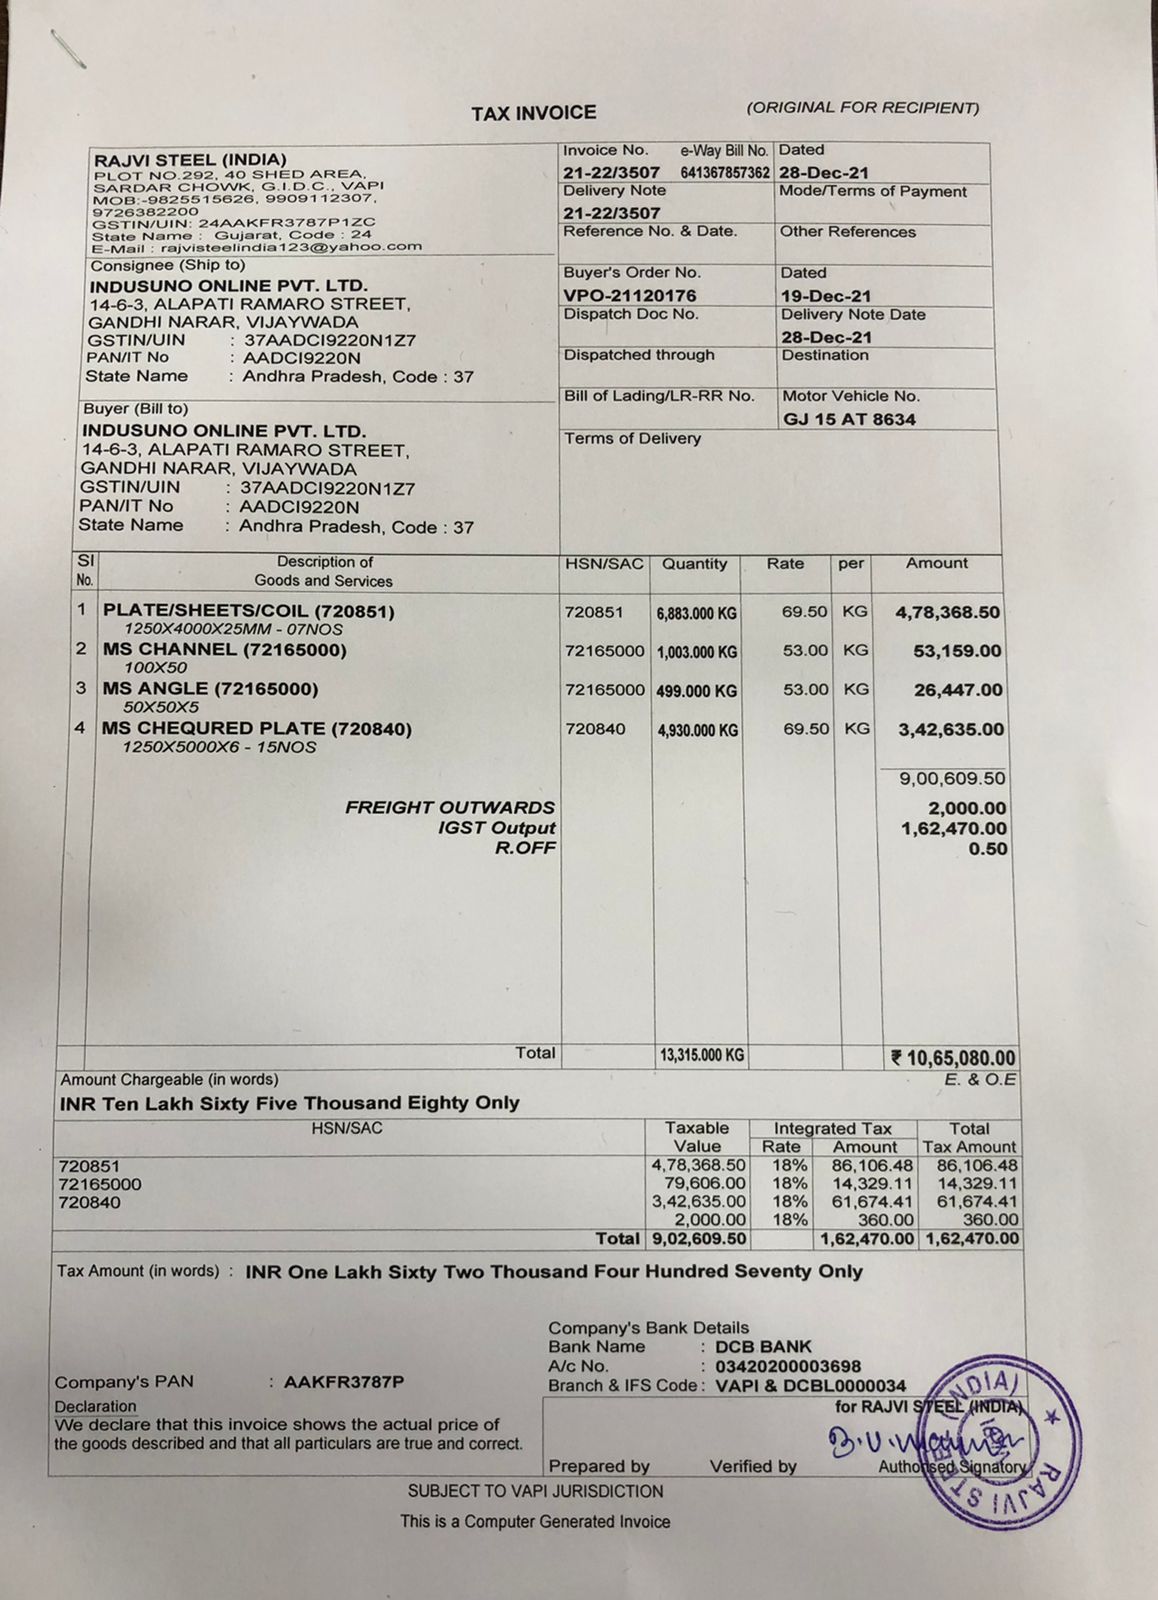 TAX INVOICE
(ORIGINAL FOR RECIPIENT)
RAJVI STEEL (INDIA)
PLOT NO.292, 40 SHED AREA,
SARDAR CHOWK, G.I.D.C., VAPI
MOB:-9825515626, 9909112307,
9726382200
GSTIN/UIN: 24AAKFR3787P1ZC
State Name : Gujarat, Code : 24
E-Mail : rajvisteelindia123@yahoo.com
Invoice No. e-Way Bill No.
21-22/3507 641367857362
Dated
28-Dec-21
Delivery Note
21-22/3507
Mode/Terms of Payment
Reference No. & Date.
Other References
Buyer's Order No.
VPO-21120176
Dated
19-Dec-21
Dispatch Doc No.
Delivery Note Date
28-Dec-21
Dispatched through
Destination
Bill of Lading/LR-RR No.
Motor Vehicle No.
GJ 15 AT 8634
Terms of Delivery
Consignee (Ship to)
INDUSUNO ONLINE PVT. LTD.
14-6-3, ALAPATI RAMARO STREET,
GANDHI NARAR, VIJAYWADA
GSTIN/UIN : 37AADCI9220N1Z7
PAN/IT No : AADCI9220N
State Name : Andhra Pradesh, Code : 37
Buyer (Bill to)
INDUSUNO ONLINE PVT. LTD.
14-6-3, ALAPATI RAMARO STREET,
GANDHI NARAR, VIJAYWADA
GSTIN/UIN : 37AADCI9220N1Z7
PAN/IT No : AADCI9220N
State Name : Andhra Pradesh, Code : 37
Sl No. Description of Goods and Services HSN/SAC Quantity Rate per Amount
1 PLATE/SHEETS/COIL (720851) 720851 6,883.000 KG 69.50 KG 4,78,368.50
1250X4000X25MM - 07NOS
2 MS CHANNEL (72165000) 72165000 1,003.000 KG 53.00 KG 53,159.00
100X50
3 MS ANGLE (72165000) 72165000 499.000 KG 53.00 KG 26,447.00
50X50X5
4 MS CHEQURED PLATE (720840) 720840 4,930.000 KG 69.50 KG 3,42,635.00
1250X5000X6 - 15NOS
9,00,609.50
FREIGHT OUTWARDS 2,000.00
IGST Output 1,62,470.00
R.OFF 0.50
Total 13,315.000 KG ₹ 10,65,080.00
Amount Chargeable (in words) E. & O.E
INR Ten Lakh Sixty Five Thousand Eighty Only
HSN/SAC Taxable Value Integrated Tax Rate Amount Total Tax Amount
720851 4,78,368.50 18% 86,106.48 86,106.48
72165000 79,606.00 18% 14,329.11 14,329.11
720840 3,42,635.00 18% 61,674.41 61,674.41
2,000.00 18% 360.00 360.00
Total 9,02,609.50 1,62,470.00 1,62,470.00
Tax Amount (in words) : INR One Lakh Sixty Two Thousand Four Hundred Seventy Only
Company's Bank Details
Bank Name : DCB BANK
A/c No. : 03420200003698
Branch & IFS Code : VAPI & DCBL0000034
Company's PAN : AAKFR3787P
Declaration
We declare that this invoice shows the actual price of
the goods described and that all particulars are true and correct.
for RAJVI STEEL (INDIA)
Prepared by Verified by Authorised Signatory
RAJVI STEEL (INDIA)
SUBJECT TO VAPI JURISDICTION
This is a Computer Generated Invoice